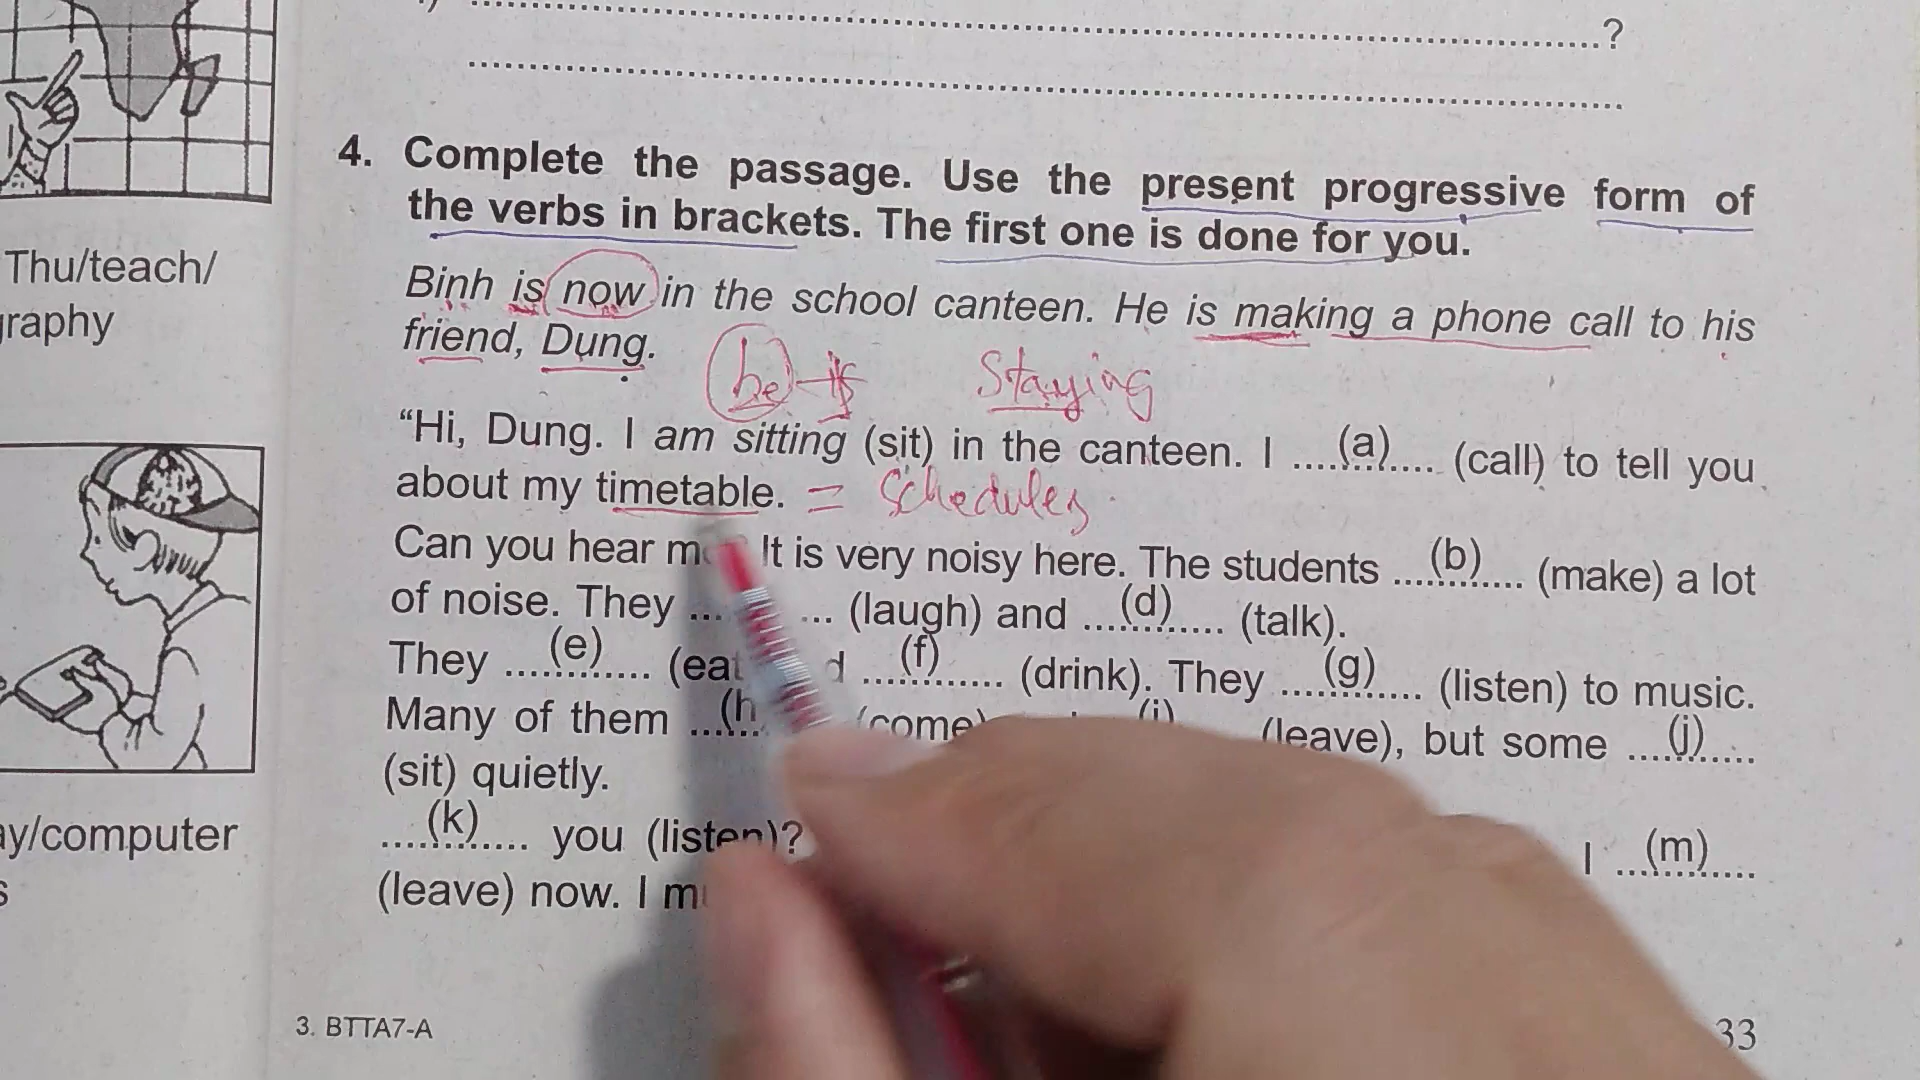 ?
4. Complete the passage. Use the present progressive form of
the verbs in brackets. The first one is done for you.
Binh is now in the school canteen. He is making a phone call to his
friend, Dung.
be is Staying
“Hi, Dung. I am sitting (sit) in the canteen. I ....(a).... (call) to tell you
about my timetable. = Schedules
Can you hear It is very noisy here. The students ....(b).... (make) a lot
of noise. They ... ... (laugh) and ....(d).... (talk).
They ....(e).... ....(f).... (drink). They ....(g).... (listen) to music.
Many of them (come) (i) (leave), but some ....(j)....
(sit) quietly.
....(k).... you (listen)? I ....(m)....
(leave) now. I
Thu/teach/
/computer
3. BTTA7-A
33